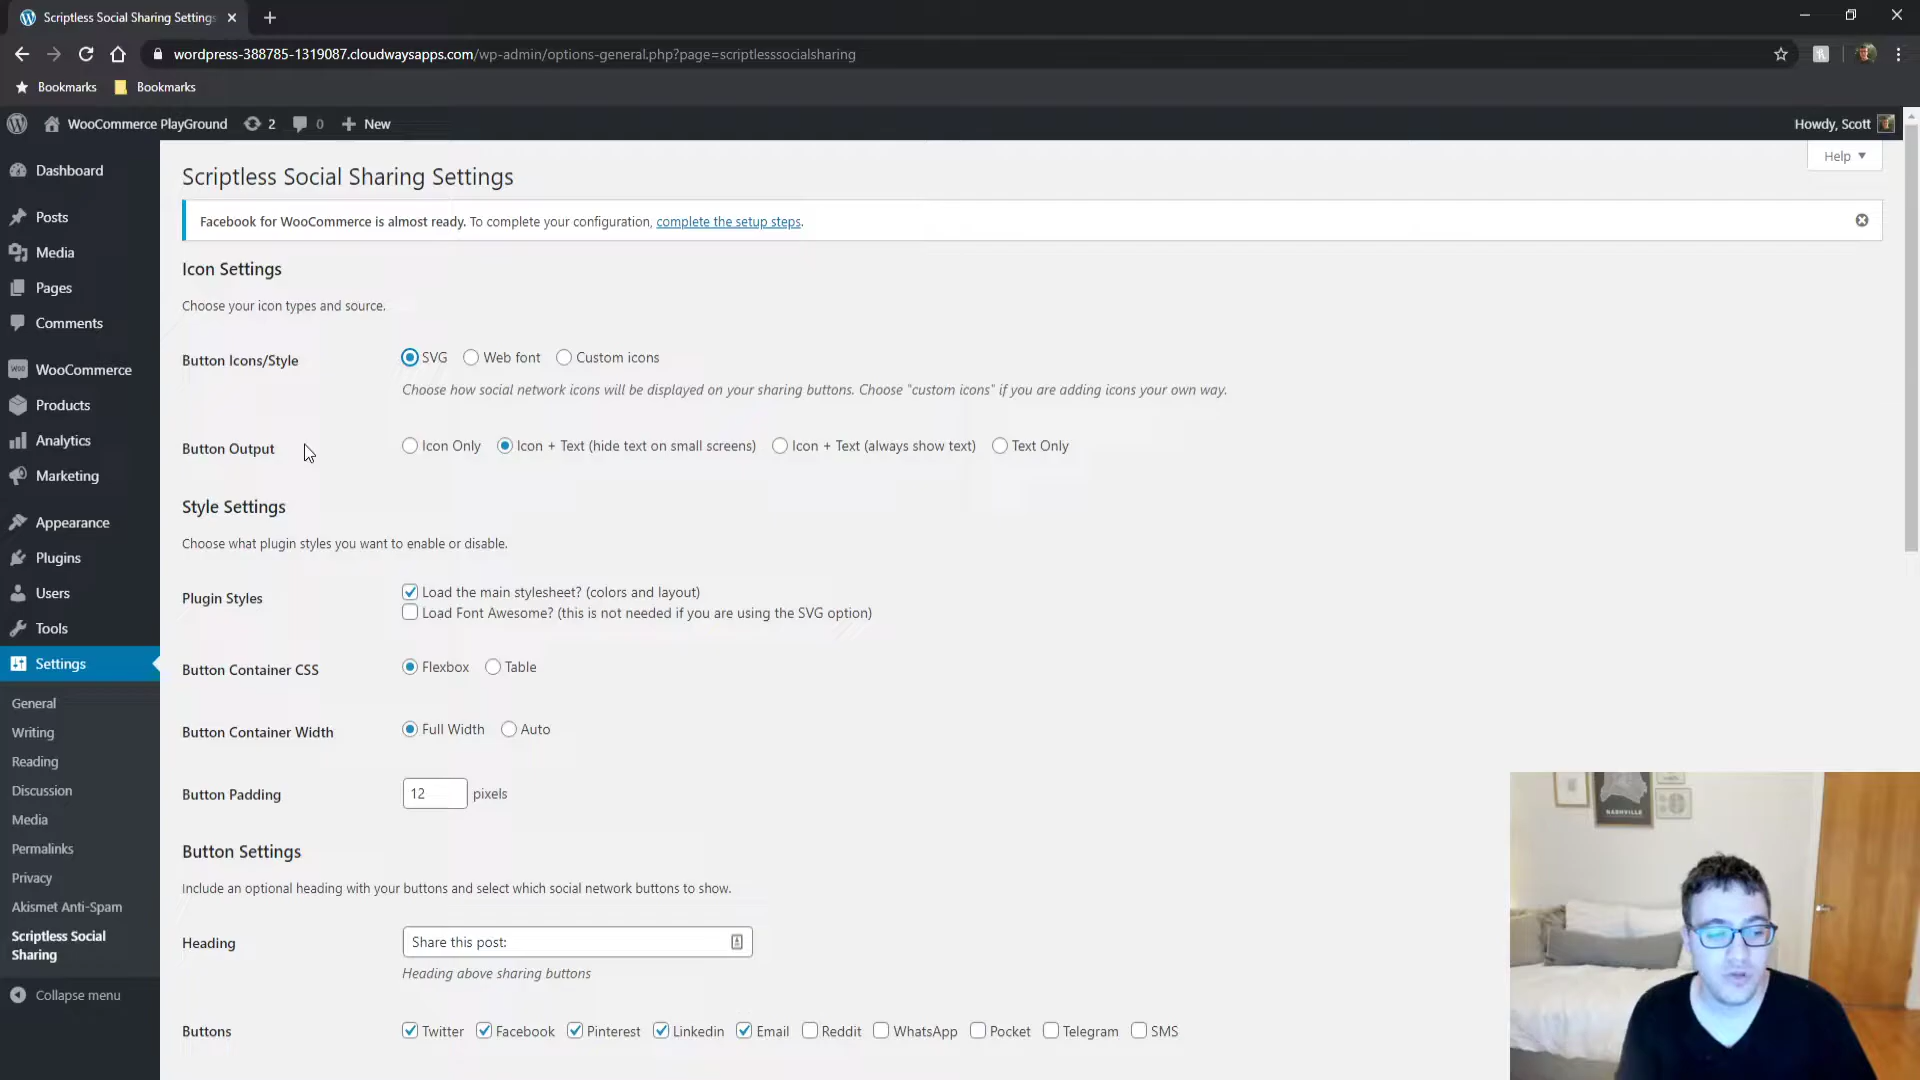 Scriptless Social Sharing Settings
wordpress-388785-1319087.cloudwaysapps.com/wp-admin/options-general.php?page=scriptlesssocialsharing
Bookmarks
Bookmarks
WooCommerce PlayGround
2
0
New
Howdy, Scott
Help
Dashboard
Posts
Media
Pages
Comments
WooCommerce
Products
Analytics
Marketing
Appearance
Plugins
Users
Tools
Settings
General
Writing
Reading
Discussion
Media
Permalinks
Privacy
Akismet Anti-Spam
Scriptless Social
Sharing
Collapse menu
Scriptless Social Sharing Settings
Facebook for WooCommerce is almost ready. To complete your configuration, complete the setup steps.
Icon Settings
Choose your icon types and source.
Button Icons/Style
SVG Web font Custom icons
Choose how social network icons will be displayed on your sharing buttons. Choose "custom icons" if you are adding icons your own way.
Button Output
Icon Only Icon + Text (hide text on small screens) Icon + Text (always show text) Text Only
Style Settings
Choose what plugin styles you want to enable or disable.
Plugin Styles
Load the main stylesheet? (colors and layout)
Load Font Awesome? (this is not needed if you are using the SVG option)
Button Container CSS
Flexbox Table
Button Container Width
Full Width Auto
Button Padding
12 pixels
Button Settings
Include an optional heading with your buttons and select which social network buttons to show.
Heading
Share this post:
Heading above sharing buttons
Buttons
Twitter Facebook Pinterest Linkedin Email Reddit WhatsApp Pocket Telegram SMS
NASHVILLE